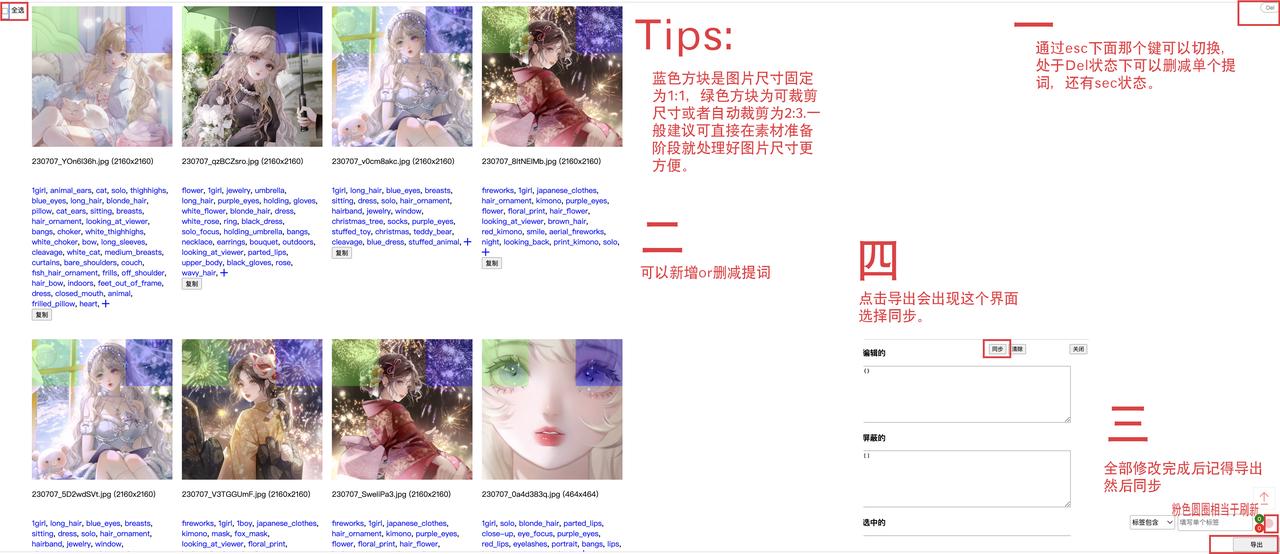 全选
230707_YOn6I36h.jpg (2160x2160)
1girl, animal_ears, cat, solo, thighhighs,
blue_eyes, long_hair, blonde_hair,
pillow, cat_ears, sitting, breasts,
hair_ornament, looking_at_viewer,
bangs, choker, white_thighhighs,
white_choker, bow, long_sleeves,
cleavage, white_cat, medium_breasts,
curtains, bare_shoulders, couch,
fish_hair_ornament, frills, off_shoulder,
hair_bow, indoors, feet_out_of_frame,
dress, closed_mouth, animal,
frilled_pillow, heart, +
复制
230707_qzBCZsro.jpg (2160x2160)
flower, 1girl, jewelry, umbrella,
long_hair, purple_eyes, holding, gloves,
white_flower, blonde_hair, dress,
white_rose, ring, black_dress,
solo_focus, holding_umbrella, bangs,
necklace, earrings, bouquet, outdoors,
looking_at_viewer, parted_lips,
upper_body, black_gloves, rose,
wavy_hair, +
复制
230707_v0cm8akc.jpg (2160x2160)
1girl, long_hair, blue_eyes, breasts,
sitting, dress, solo, hair_ornament,
hairband, jewelry, window,
christmas_tree, socks, purple_eyes,
stuffed_toy, christmas, teddy_bear,
cleavage, blue_dress, stuffed_animal, +
复制
230707_8ItNElMb.jpg (2160x2160)
fireworks, 1girl, japanese_clothes,
hair_ornament, kimono, purple_eyes,
flower, floral_print, hair_flower,
looking_at_viewer, brown_hair,
red_kimono, smile, aerial_fireworks,
night, looking_back, print_kimono, solo,
+
复制
230707_5D2wdSVt.jpg (2160x2160)
1girl, long_hair, blue_eyes, breasts,
sitting, dress, solo, hair_ornament,
hairband, jewelry, window,
230707_V3TGGUmF.jpg (2160x2160)
fireworks, 1girl, 1boy, japanese_clothes,
kimono, mask, fox_mask,
looking_at_viewer, floral_print,
230707_SweIiPa3.jpg (2160x2160)
fireworks, 1girl, japanese_clothes,
hair_ornament, kimono, purple_eyes,
flower, floral_print, hair_flower,
230707_0a4d383q.jpg (464x464)
1girl, solo, blonde_hair, parted_lips,
close-up, eye_focus, purple_eyes,
red_lips, eyelashes, portrait, bangs, lips,
Tips:
蓝色方块是图片尺寸固定
为1:1，绿色方块为可裁剪
尺寸或者自动裁剪为2:3.一
般建议可直接在素材准备
阶段就处理好图片尺寸更
方便。
Del
一
通过esc下面那个键可以切换，
处于Del状态下可以删减单个提
词，还有sec状态。
二
可以新增or删减提词
四
点击导出会出现这个界面
选择同步。
编辑的
同步
清除
关闭
{}
屏蔽的
[]
选中的
三
全部修改完成后记得导出
然后同步
粉色圆圈相当于刷新
标签包含
填写单个标签
0
0
导出